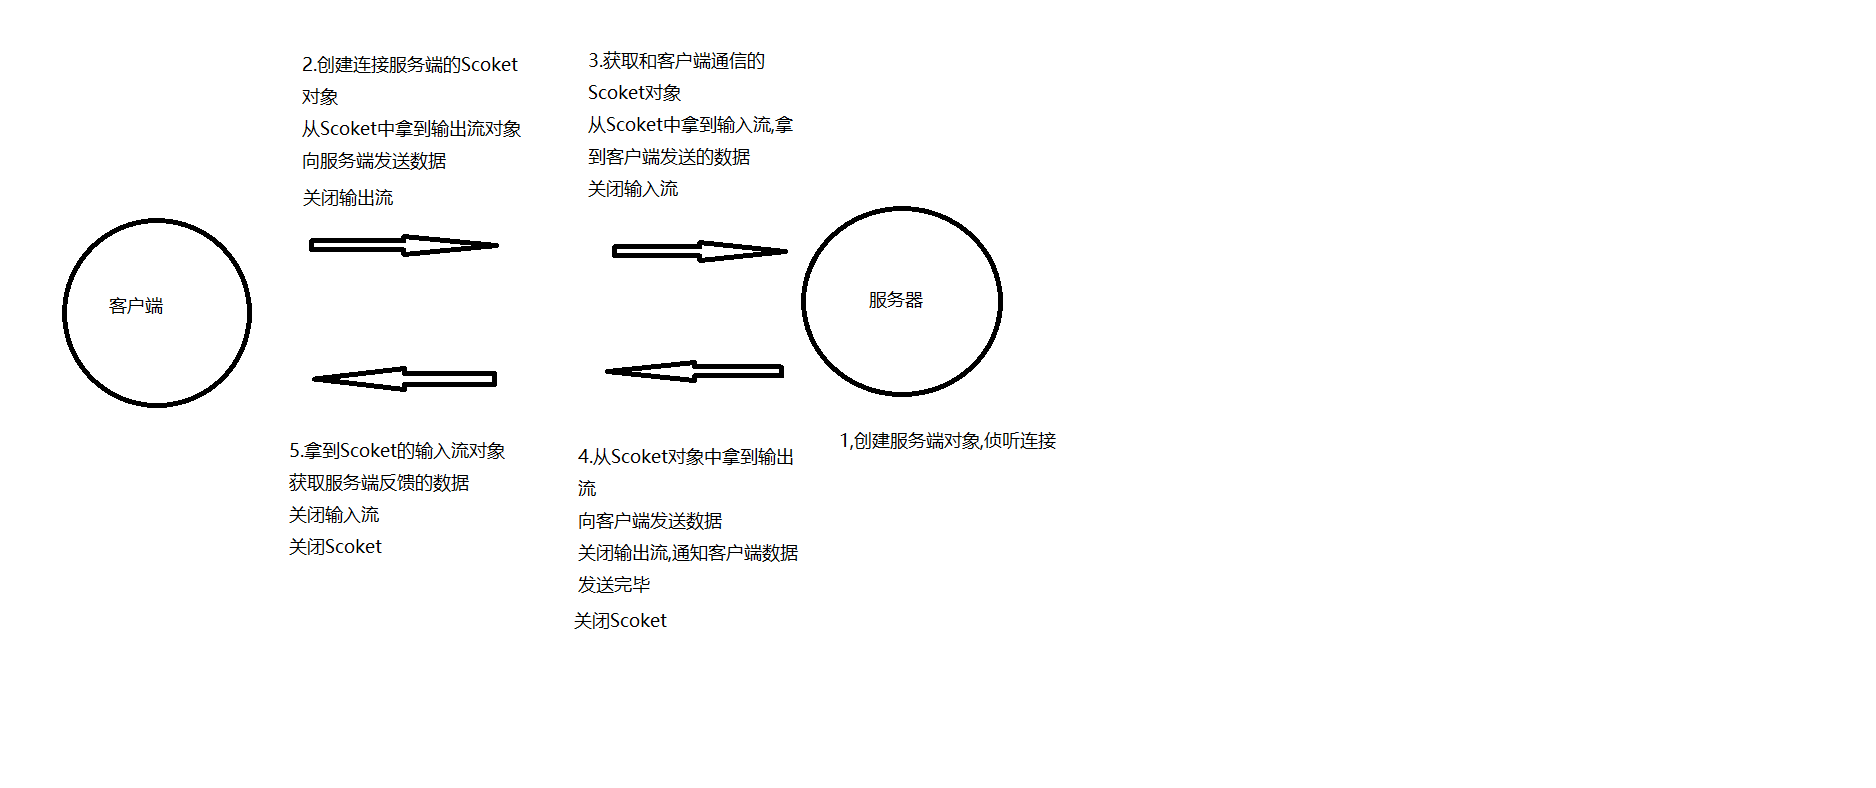 2.创建连接服务端的Scoket
对象
从Scoket中拿到输出流对象
向服务端发送数据
关闭输出流
3.获取和客户端通信的
Scoket对象
从Scoket中拿到输入流,拿
到客户端发送的数据
关闭输入流
客户端
服务器
5.拿到Scoket的输入流对象
获取服务端反馈的数据
关闭输入流
关闭Scoket
4.从Scoket对象中拿到输出
流
向客户端发送数据
关闭输出流,通知客户端数据
发送完毕
关闭Scoket
1,创建服务端对象,侦听连接